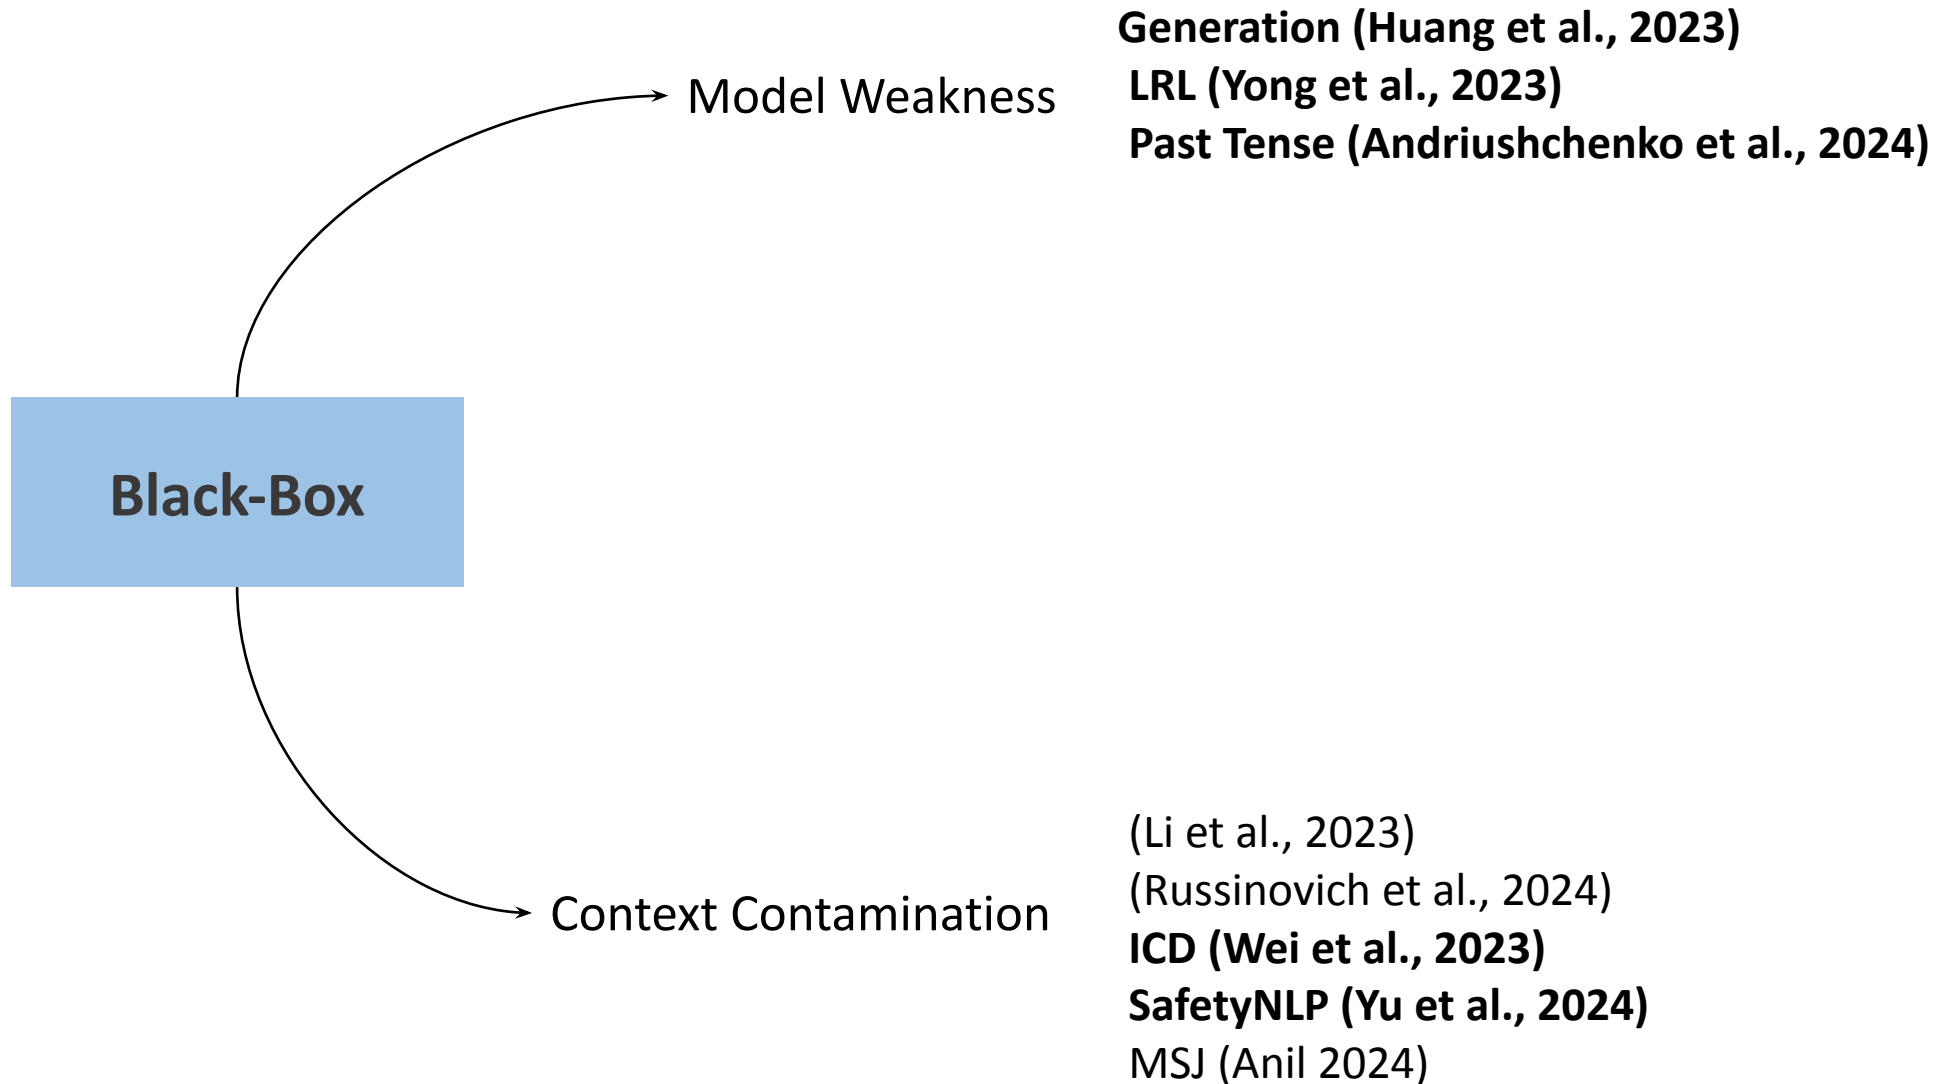 Generation (Huang et al., 2023)
Model Weakness
LRL (Yong et al., 2023)
Past Tense (Andriushchenko et al., 2024)
Black-Box
(Li et al., 2023)
(Russinovich et al., 2024)
Context Contamination
ICD (Wei et al., 2023)
SafetyNLP (Yu et al., 2024)
MSJ (Anil 2024)